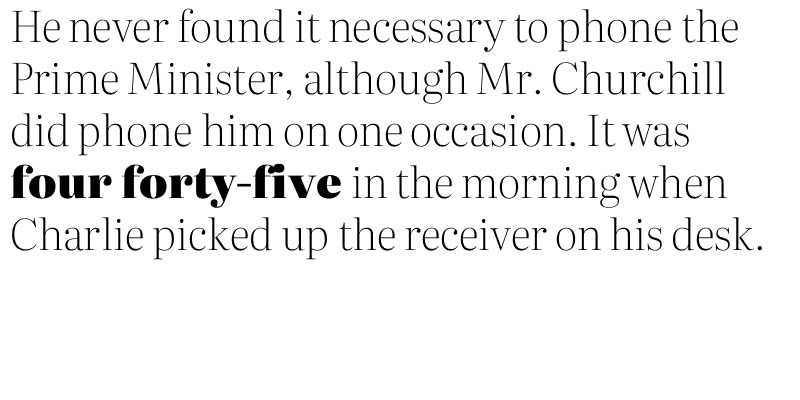 He never found it necessary to phone the
Prime Minister, although Mr. Churchill
did phone him on one occasion. It was
four forty-five in the morning when
Charlie picked up the receiver on his desk.